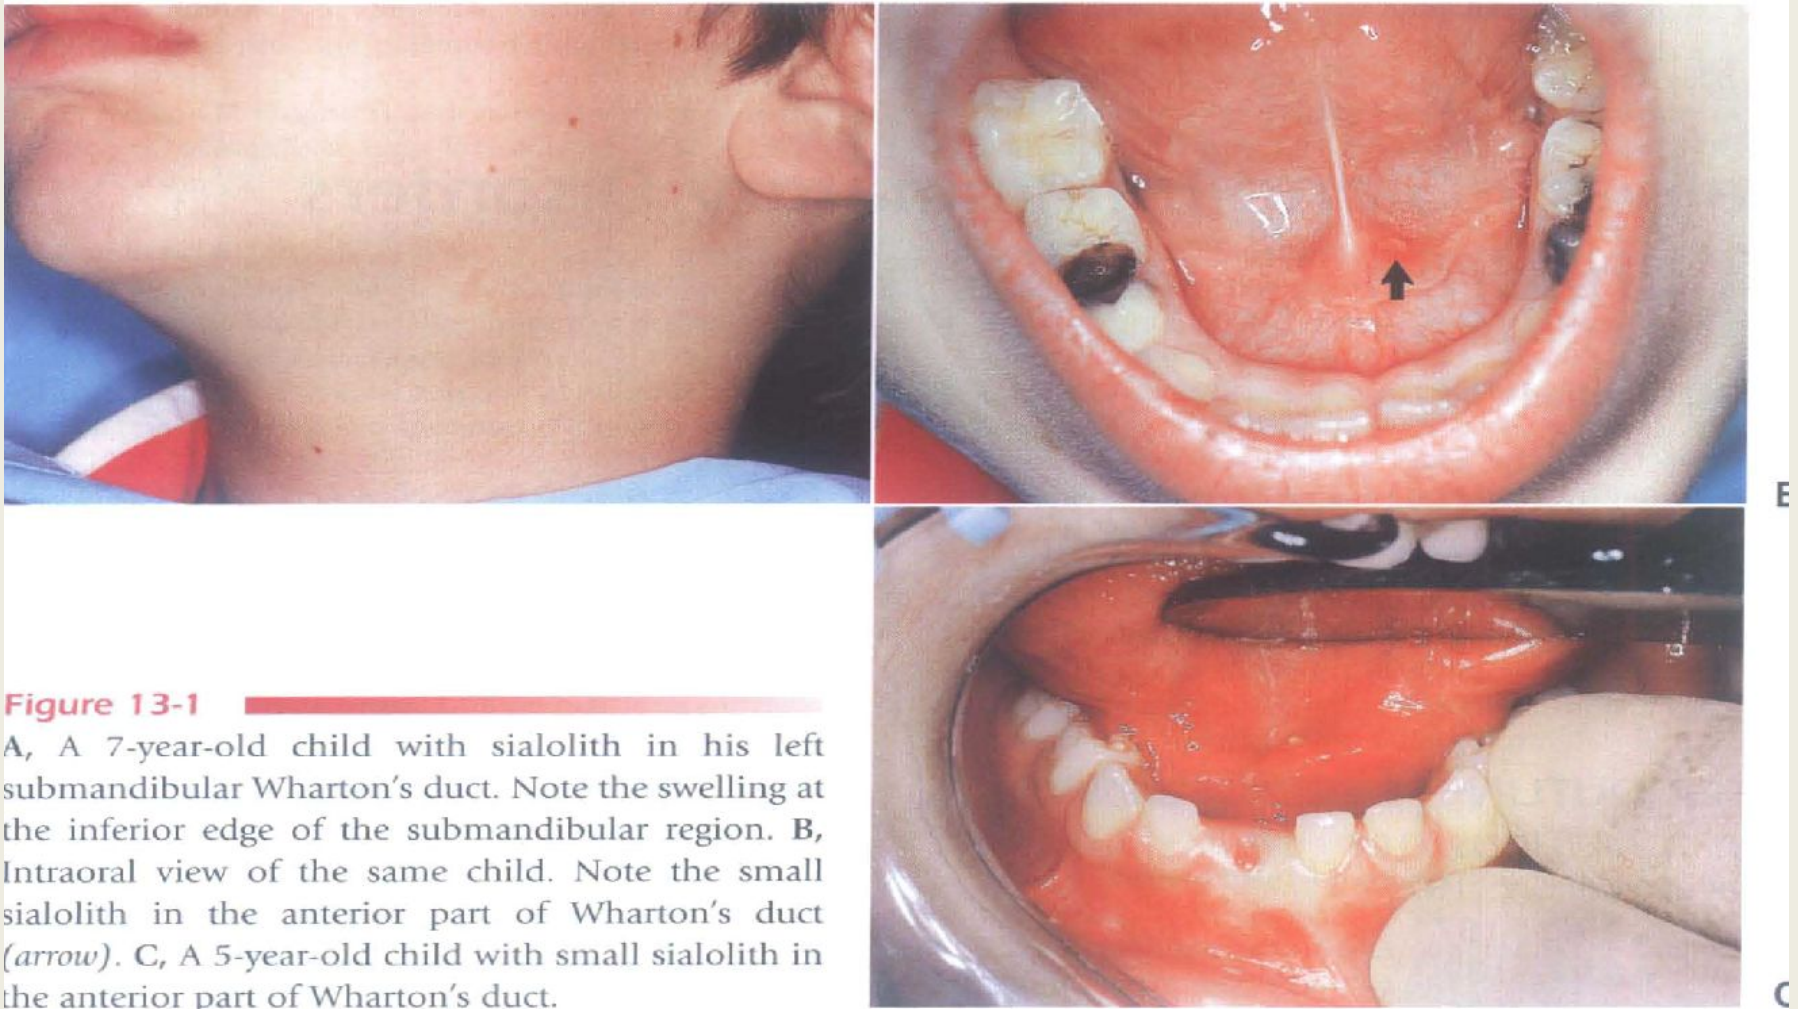 B
Figure 13-1
A, A 7-year-old child with sialolith in his left
submandibular Wharton's duct. Note the swelling at
the inferior edge of the submandibular region. B,
Intraoral view of the same child. Note the small
sialolith in the anterior part of Wharton's duct
(arrow). C, A 5-year-old child with small sialolith in
the anterior part of Wharton's duct.
C